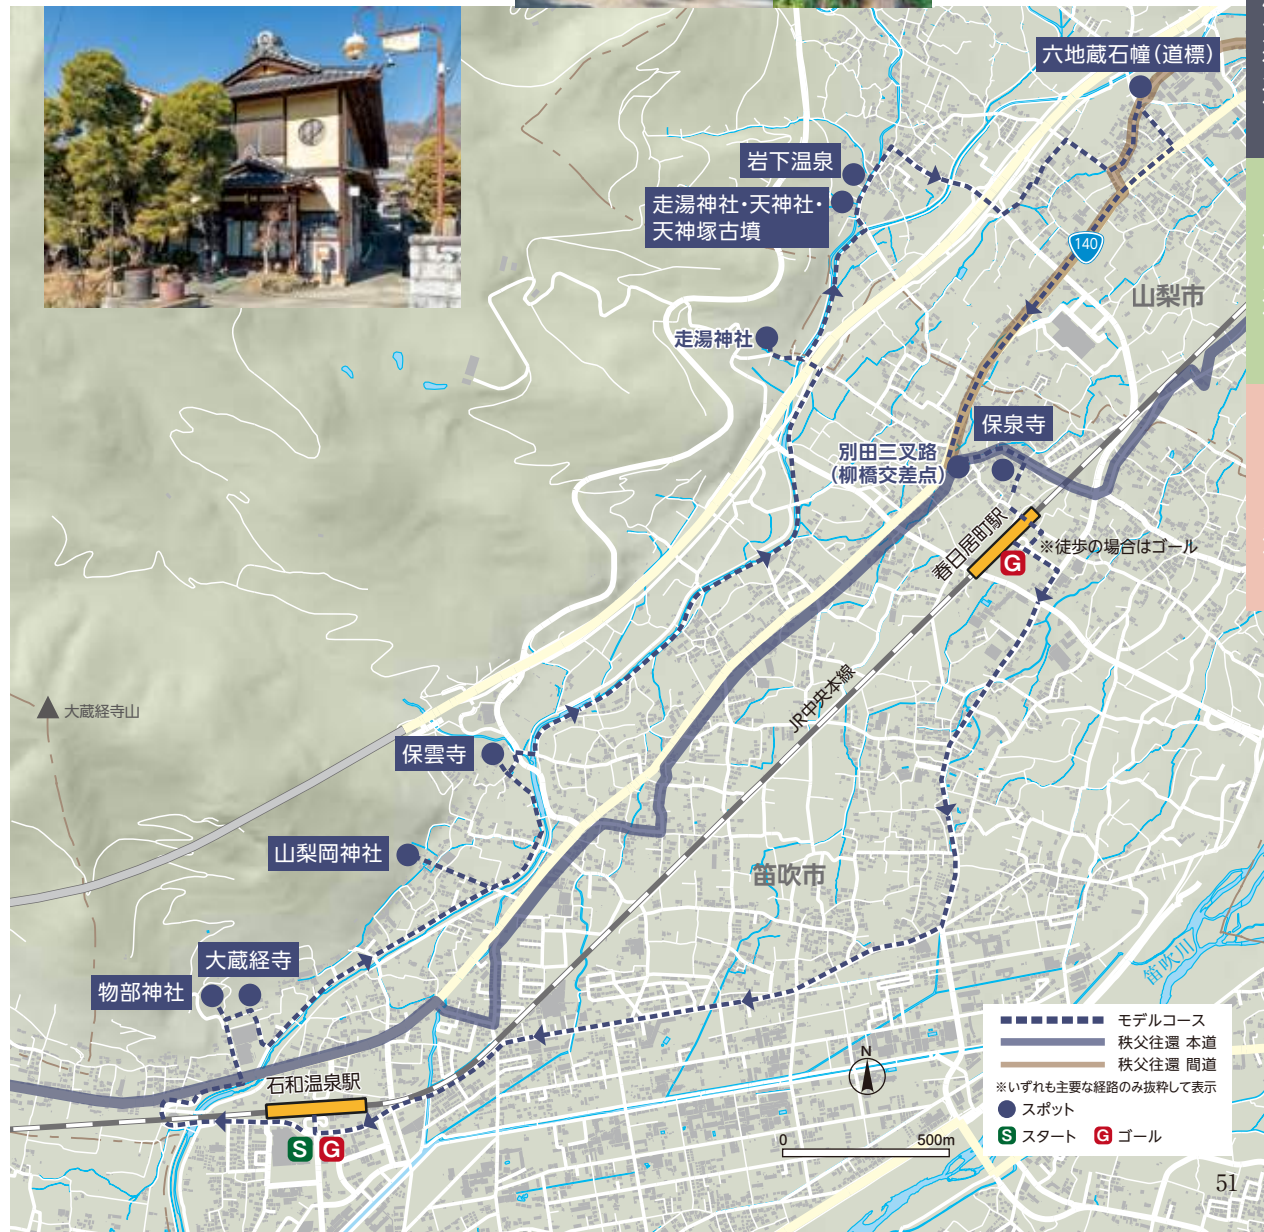 六地蔵石幢(道標)
岩下温泉
走湯神社・天神社・
天神塚古墳
140
山梨市
走湯神社
保泉寺
別田三叉路
(柳橋交差点)
春日居町駅
※徒歩の場合はゴール
G
JR中央本線
大蔵経寺山
保雲寺
山梨岡神社
笛吹市
笛吹川
大蔵経寺
物部神社
石和温泉駅
S G
N
0 500m
モデルコース
秩父往還 本道
秩父往還 間道
※いずれも主要な経路のみ抜粋して表示
スポット
S スタート G ゴール
51